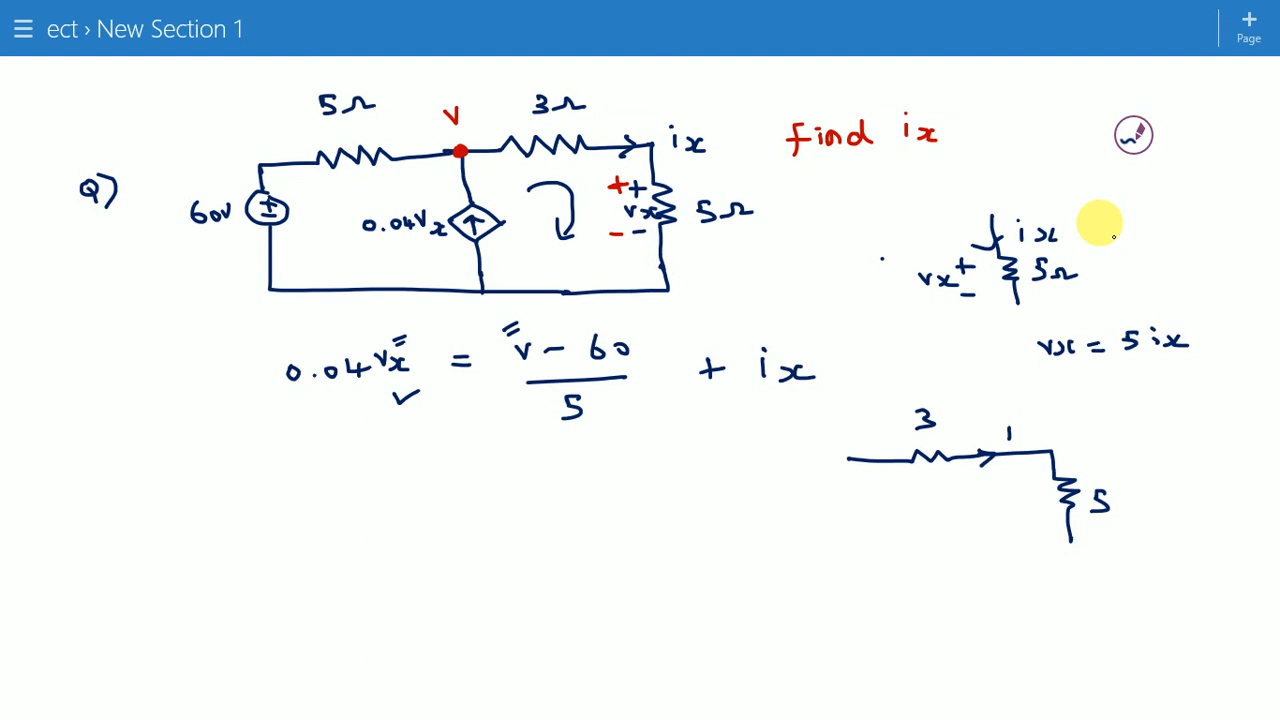 ect › New Section 1
+
Page
5Ω
V
3Ω
ix
find ix
Q)
60V
±
0.04Vx
+ +
Vx
- -
5Ω
ix
Vx + 5Ω
-
Vx = 5ix
0.04Vx = V - 60 / 5 + ix
3
1
5